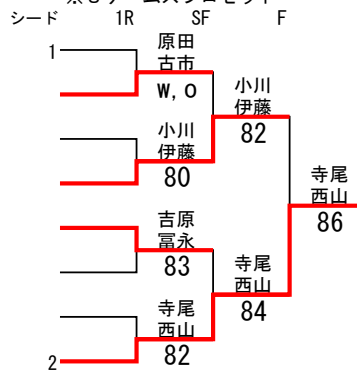 シード 1R SF F
1
原田
古市
W, O
小川
伊藤
80
小川
伊藤
82
寺尾
西山
86
吉原
冨永
83
寺尾
西山
84
寺尾
西山
82
2